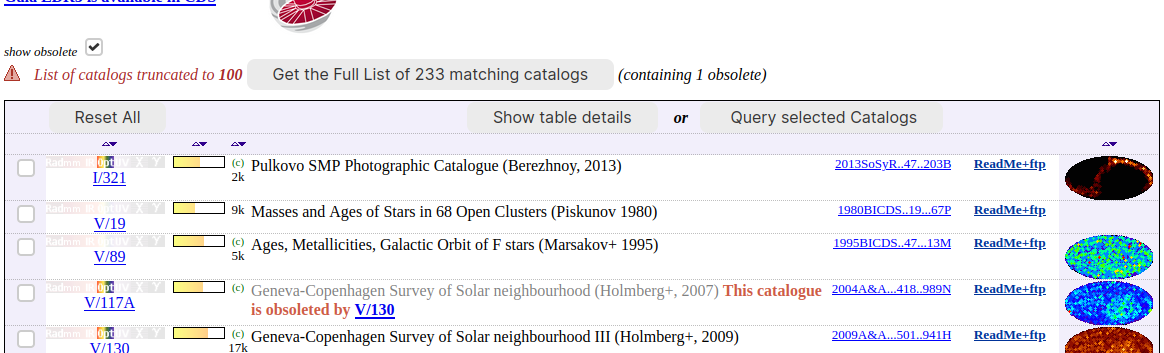 Gaia EDR3 is available in CDS
show obsolete
List of catalogs truncated to 100 Get the Full List of 233 matching catalogs (containing 1 obsolete)
Reset All Show table details or Query selected Catalogs
I/321 (c) 2k Pulkovo SMP Photographic Catalogue (Berezhnoy, 2013) 2013SoSyR..47..203B ReadMe+ftp
V/19 9k Masses and Ages of Stars in 68 Open Clusters (Piskunov 1980) 1980BICDS..19...67P ReadMe+ftp
V/89 (c) 5k Ages, Metallicities, Galactic Orbit of F stars (Marsakov+ 1995) 1995BICDS..47...13M ReadMe+ftp
V/117A (c) Geneva-Copenhagen Survey of Solar neighbourhood (Holmberg+, 2007) This catalogue 2004A&A...418..989N ReadMe+ftp
is obsoleted by V/130
V/130 (c) 17k Geneva-Copenhagen Survey of Solar neighbourhood III (Holmberg+, 2009) 2009A&A...501..941H ReadMe+ftp